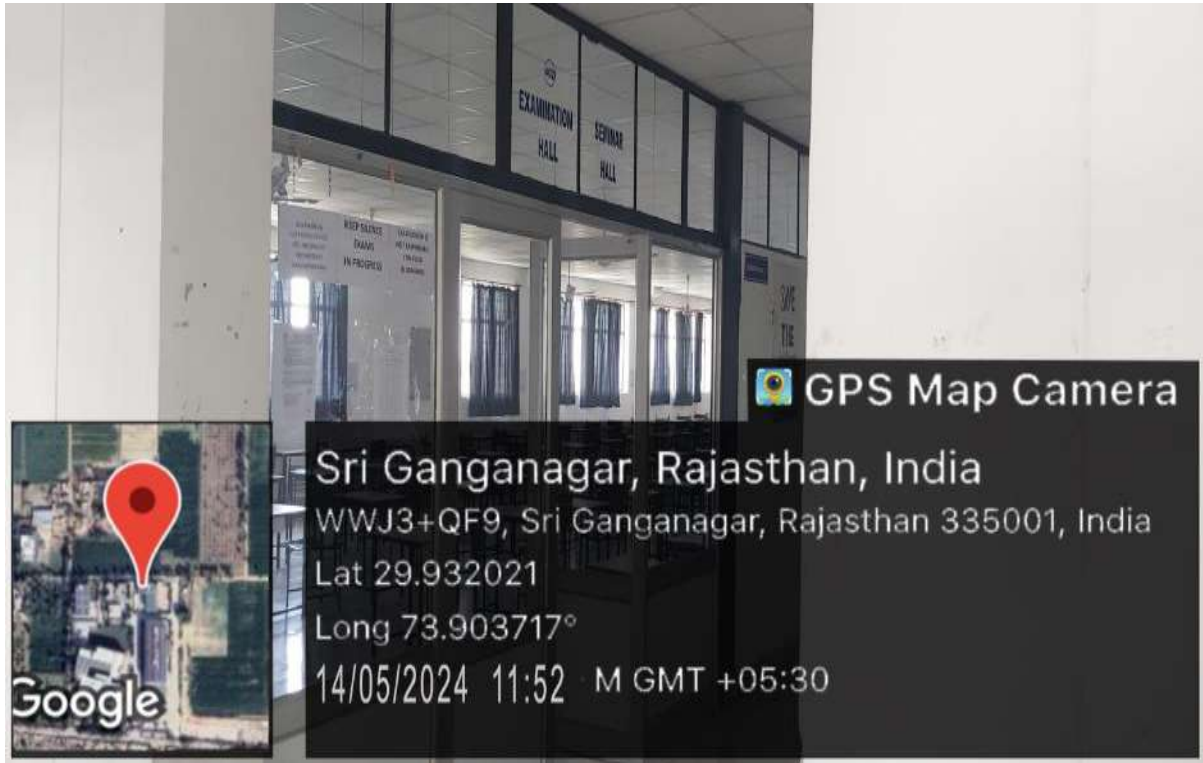 EXAMINATION
HALL
SEMINAR
HALL
KEEP SILENCE
EXAMS
IN PROGRESS
SAVE
THE
GPS Map Camera
Sri Ganganagar, Rajasthan, India
WWJ3+QF9, Sri Ganganagar, Rajasthan 335001, India
Lat 29.932021
Long 73.903717°
14/05/2024 11:52 M GMT +05:30
Google